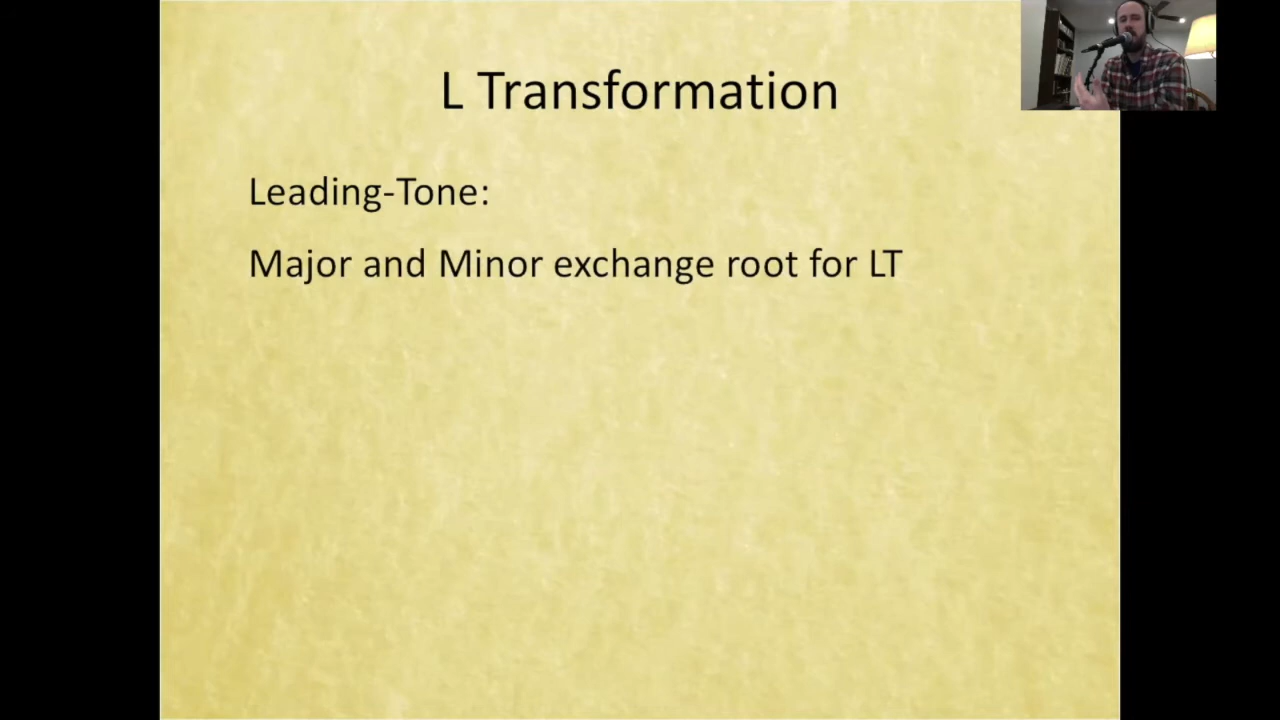 L Transformation
Leading-Tone:
Major and Minor exchange root for LT